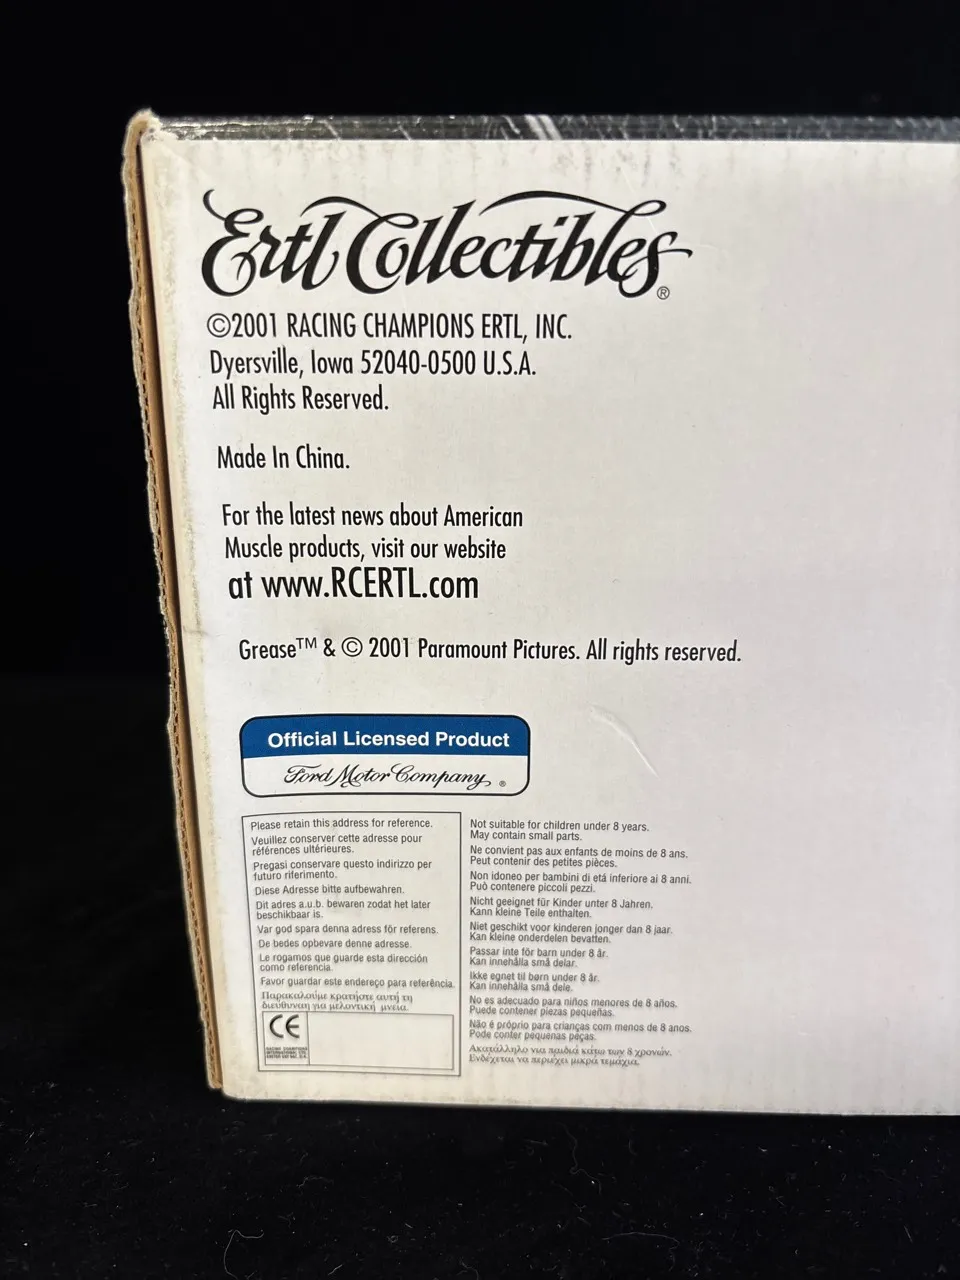 Ertl Collectibles®
©2001 RACING CHAMPIONS ERTL, INC.
Dyersville, Iowa 52040-0500 U.S.A.
All Rights Reserved.
Made In China.
For the latest news about American
Muscle products, visit our website
at www.RCERTL.com
Grease™ & © 2001 Paramount Pictures. All rights reserved.
Official Licensed Product
Ford Motor Company®
Please retain this address for reference.
Veuillez conserver cette adresse pour
références ultérieures.
Pregasi conservare questo indirizzo per
futuro riferimento.
Diese Adresse bitte aufbewahren.
Dit adres a.u.b. bewaren zodat het later
beschikbaar is.
Var god spara denna adress för referens.
De bedes opbevare denne adresse.
Le rogamos que guarde esta dirección
como referencia.
Favor guardar este endereço para referência.
Παρακαλούμε κρατήστε αυτή τη
διεύθυνση για μελοντική μνεια.
CE
Not suitable for children under 8 years.
May contain small parts.
Ne convient pas aux enfants de moins de 8 ans.
Peut contenir des petites pièces.
Non idoneo per bambini di etá inferiore ai 8 anni.
Può contenere piccoli pezzi.
Nicht geeignet für Kinder unter 8 Jahren.
Kann kleine Teile enthalten.
Niet geschikt voor kinderen jonger dan 8 jaar.
Kan kleine onderdelen bevatten.
Passar inte för barn under 8 år.
Kan innehålla små delar.
Ikke egnet til børn under 8 år.
Kan innehålla små dele.
No es adecuado para niños menores de 8 años.
Puede contener piezas pequeñas.
Não é próprio para crianças com menos de 8 anos.
Pode conter pequenas peças.
Ακατάλληλο για παιδιά κάτω των 8 χρονών.
Ενδέχεται να περιέχει μικρά τεμάχια.